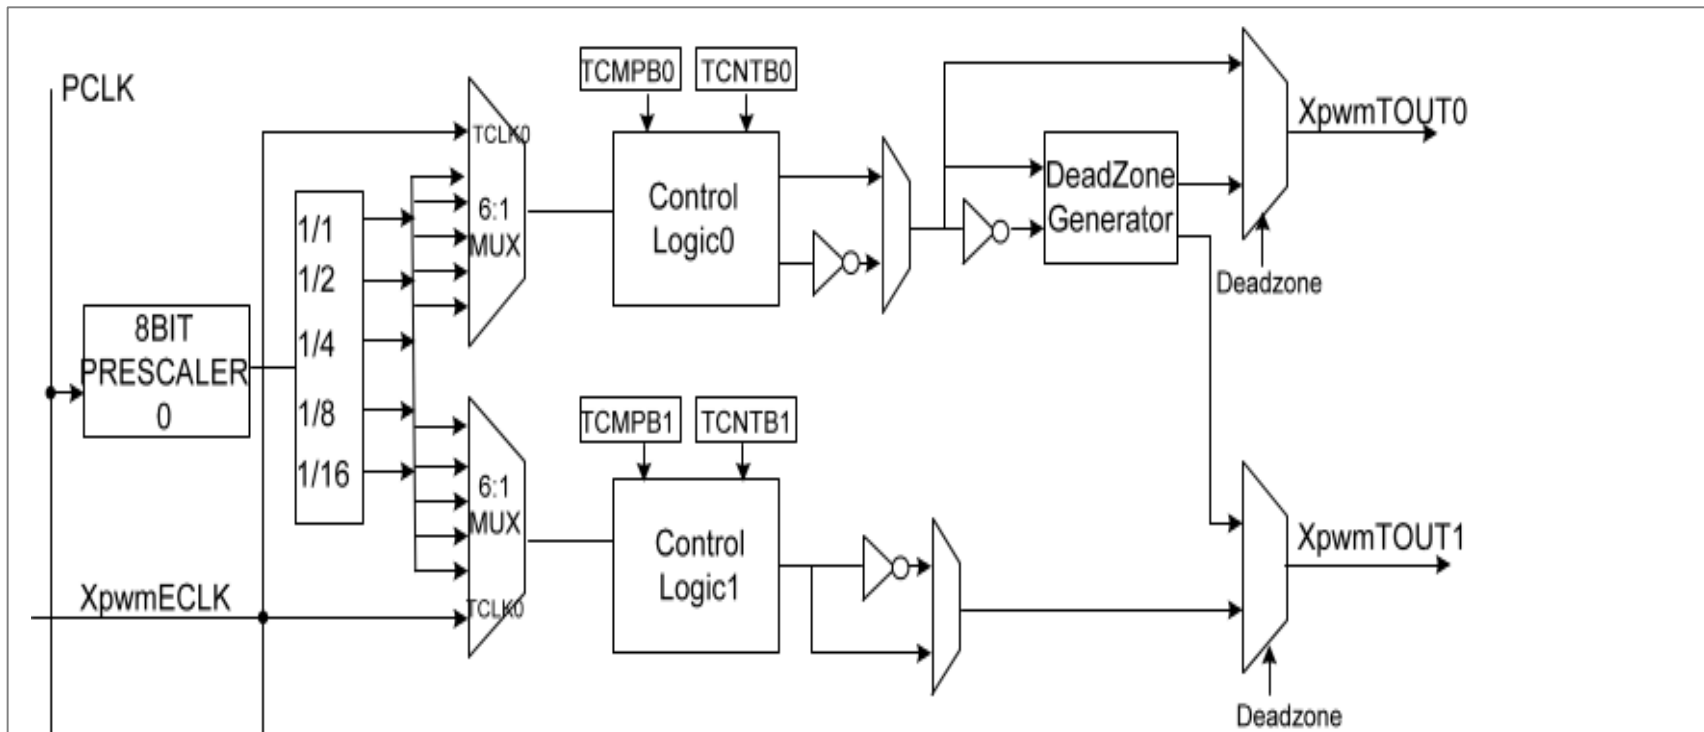 PCLK
8BIT
PRESCALER
0
XpwmECLK
1/1
1/2
1/4
1/8
1/16
TCLK0
6:1
MUX
6:1
MUX
TCLK0
TCMPB0
TCNTB0
Control
Logic0
TCMPB1
TCNTB1
Control
Logic1
DeadZone
Generator
XpwmTOUT0
Deadzone
XpwmTOUT1
Deadzone